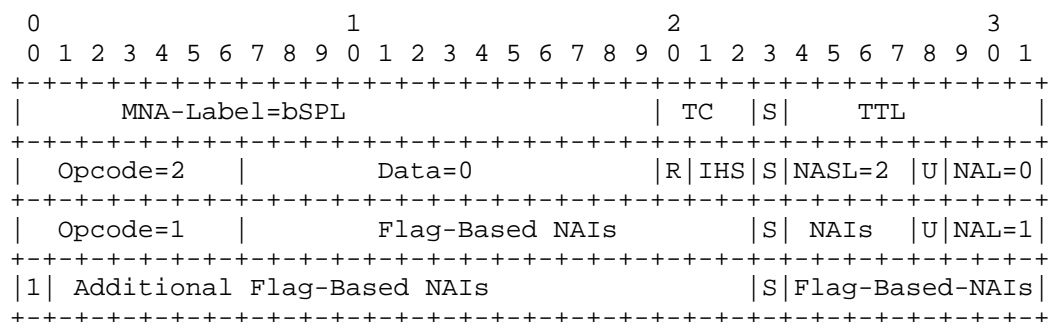 0                   1                   2                   3
 0 1 2 3 4 5 6 7 8 9 0 1 2 3 4 5 6 7 8 9 0 1 2 3 4 5 6 7 8 9 0 1
+-+-+-+-+-+-+-+-+-+-+-+-+-+-+-+-+-+-+-+-+-+-+-+-+-+-+-+-+-+-+-+-+
|      MNA-Label=bSPL                   | TC  |S|    TTL        |
+-+-+-+-+-+-+-+-+-+-+-+-+-+-+-+-+-+-+-+-+-+-+-+-+-+-+-+-+-+-+-+-+
|  Opcode=2   |        Data=0           |R|IHS|S|NASL=2 |U|NAL=0|
+-+-+-+-+-+-+-+-+-+-+-+-+-+-+-+-+-+-+-+-+-+-+-+-+-+-+-+-+-+-+-+-+
|  Opcode=1   |        Flag-Based NAIs        |S| NAIs  |U|NAL=1|
+-+-+-+-+-+-+-+-+-+-+-+-+-+-+-+-+-+-+-+-+-+-+-+-+-+-+-+-+-+-+-+-+
|1| Additional Flag-Based NAIs                |S|Flag-Based-NAIs|
+-+-+-+-+-+-+-+-+-+-+-+-+-+-+-+-+-+-+-+-+-+-+-+-+-+-+-+-+-+-+-+-+